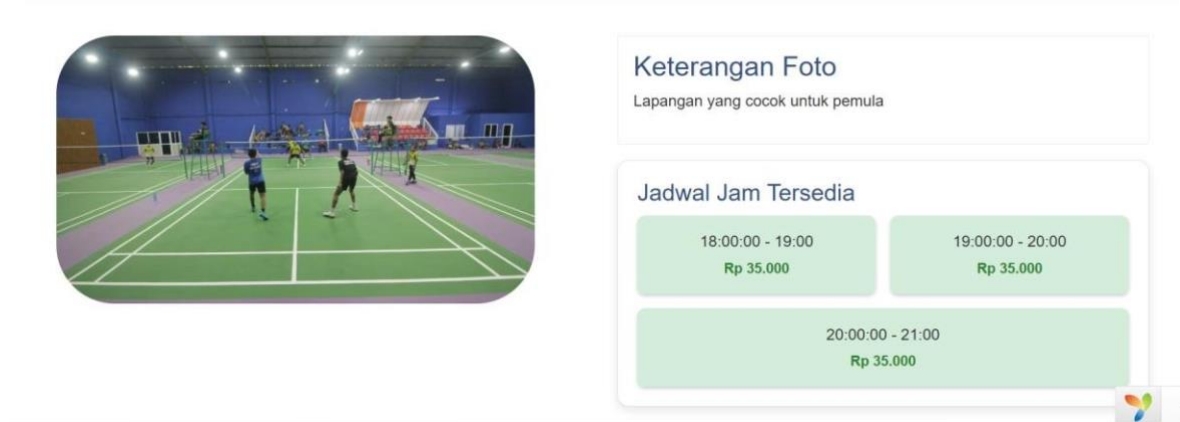 Keterangan Foto
Lapangan yang cocok untuk pemula
Jadwal Jam Tersedia
18:00:00 - 19:00
Rp 35.000
19:00:00 - 20:00
Rp 35.000
20:00:00 - 21:00
Rp 35.000